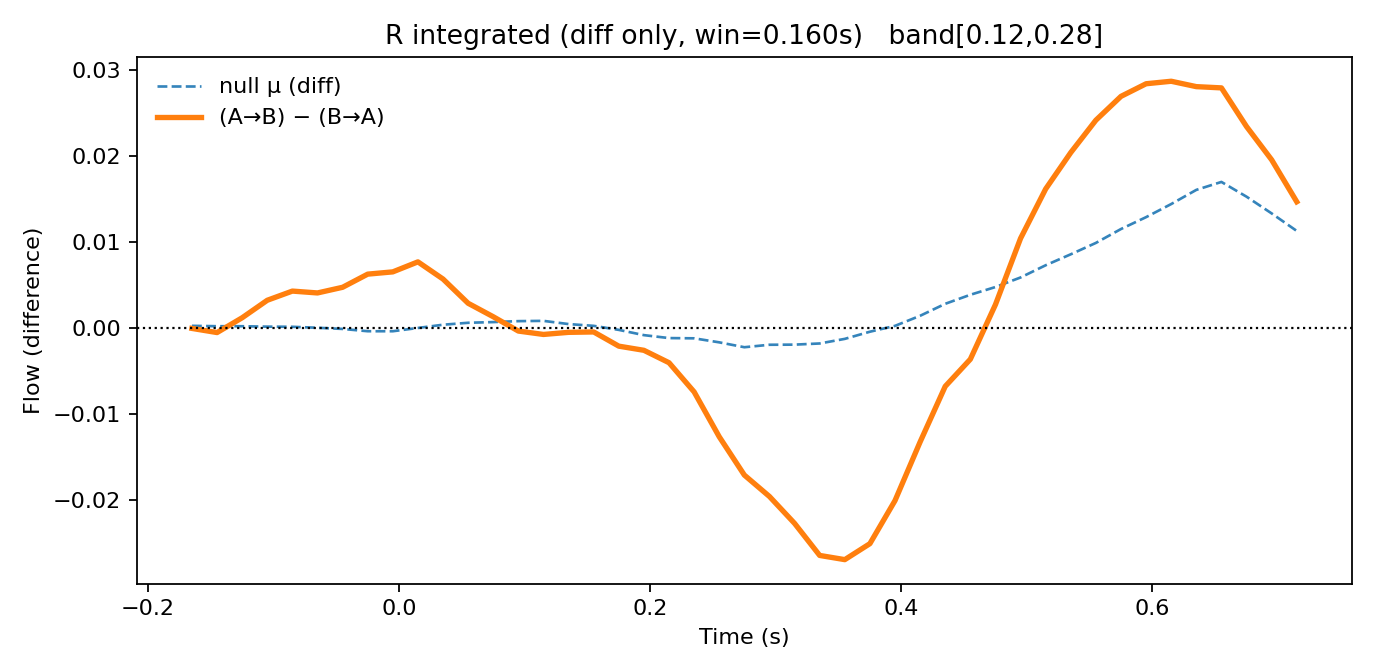 R integrated (diff only, win=0.160s)   band[0.12,0.28]
null μ (diff)
(A→B) − (B→A)
Flow (difference)
0.03
0.02
0.01
0.00
−0.01
−0.02
−0.2
0.0
0.2
0.4
0.6
Time (s)